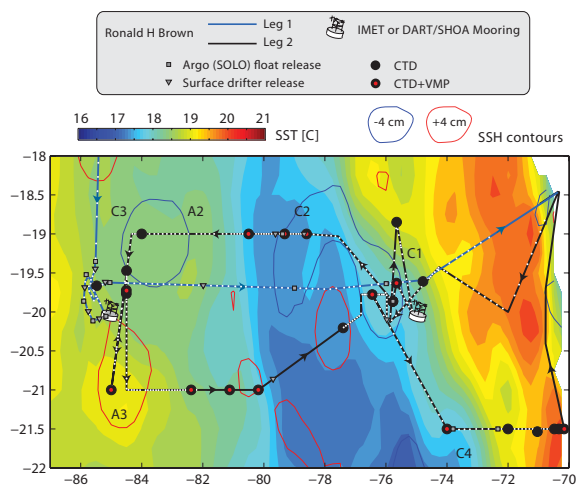 Ronald H Brown
Leg 1
Leg 2
IMET or DART/SHOA Mooring
Argo (SOLO) float release
Surface drifter release
CTD
CTD+VMP
16 17 18 19 20 21
SST [C]
-4 cm
+4 cm
SSH contours
−18
−18.5
−19
−19.5
−20
−20.5
−21
−21.5
−22
C3
A2
C2
C1
A3
C4
−86 −84 −82 −80 −78 −76 −74 −72 −70